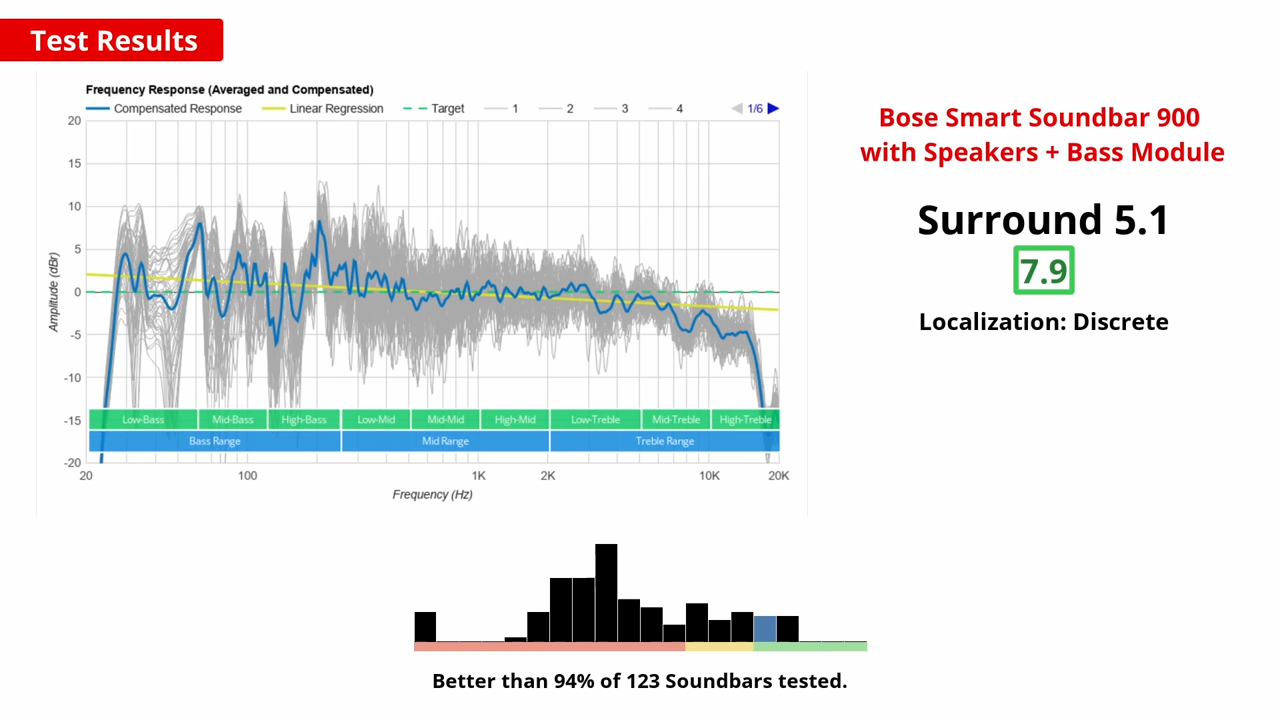 Test Results
Frequency Response (Averaged and Compensated)
Compensated Response Linear Regression Target 1 2 3 4 1/6
20
15
10
5
0
-5
-10
-15
-20
Amplitude (dBr)
Low-Bass Mid-Bass High-Bass Low-Mid Mid-Mid High-Mid Low-Treble Mid-Treble High-Treble
Bass Range Mid Range Treble Range
20 100 1K 2K 10K 20K
Frequency (Hz)
Bose Smart Soundbar 900
with Speakers + Bass Module
Surround 5.1
7.9
Localization: Discrete
Better than 94% of 123 Soundbars tested.